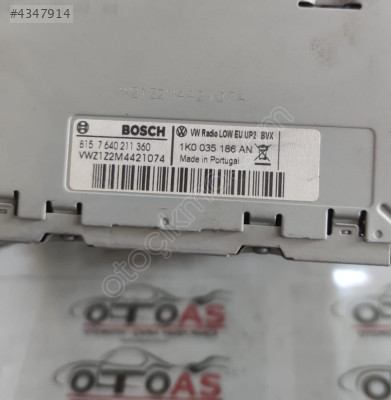 #4347914
VWZ1Z2M4421074
BOSCH
815 7 640 211 360
VWZ1Z2M4421074
VW Radio LOW EU UP2 BVX
1K0 035 186 AN
Made in Portugal
OTOAS
OTOAS